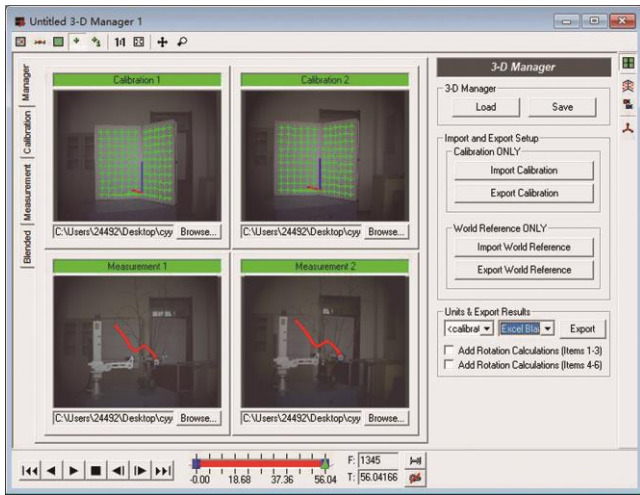 Untitled 3-D Manager 1
Manager
Calibration
Measurement
Blended
Calibration 1
Calibration 2
C:\Users\24492\Desktop\cyy
Browse...
C:\Users\24492\Desktop\cyy
Browse...
Measurement 1
Measurement 2
C:\Users\24492\Desktop\cyy
Browse...
C:\Users\24492\Desktop\cyy
Browse...
3-D Manager
3-D Manager
Load
Save
Import and Export Setup
Calibration ONLY
Import Calibration
Export Calibration
World Reference ONLY
Import World Reference
Export World Reference
Units & Export Results
<calibrat
Excel Bla
Export
Add Rotation Calculations (Items 1-3)
Add Rotation Calculations (Items 4-6)
-0.00 18.68 37.36 56.04
F: 1345
T: 56.04166